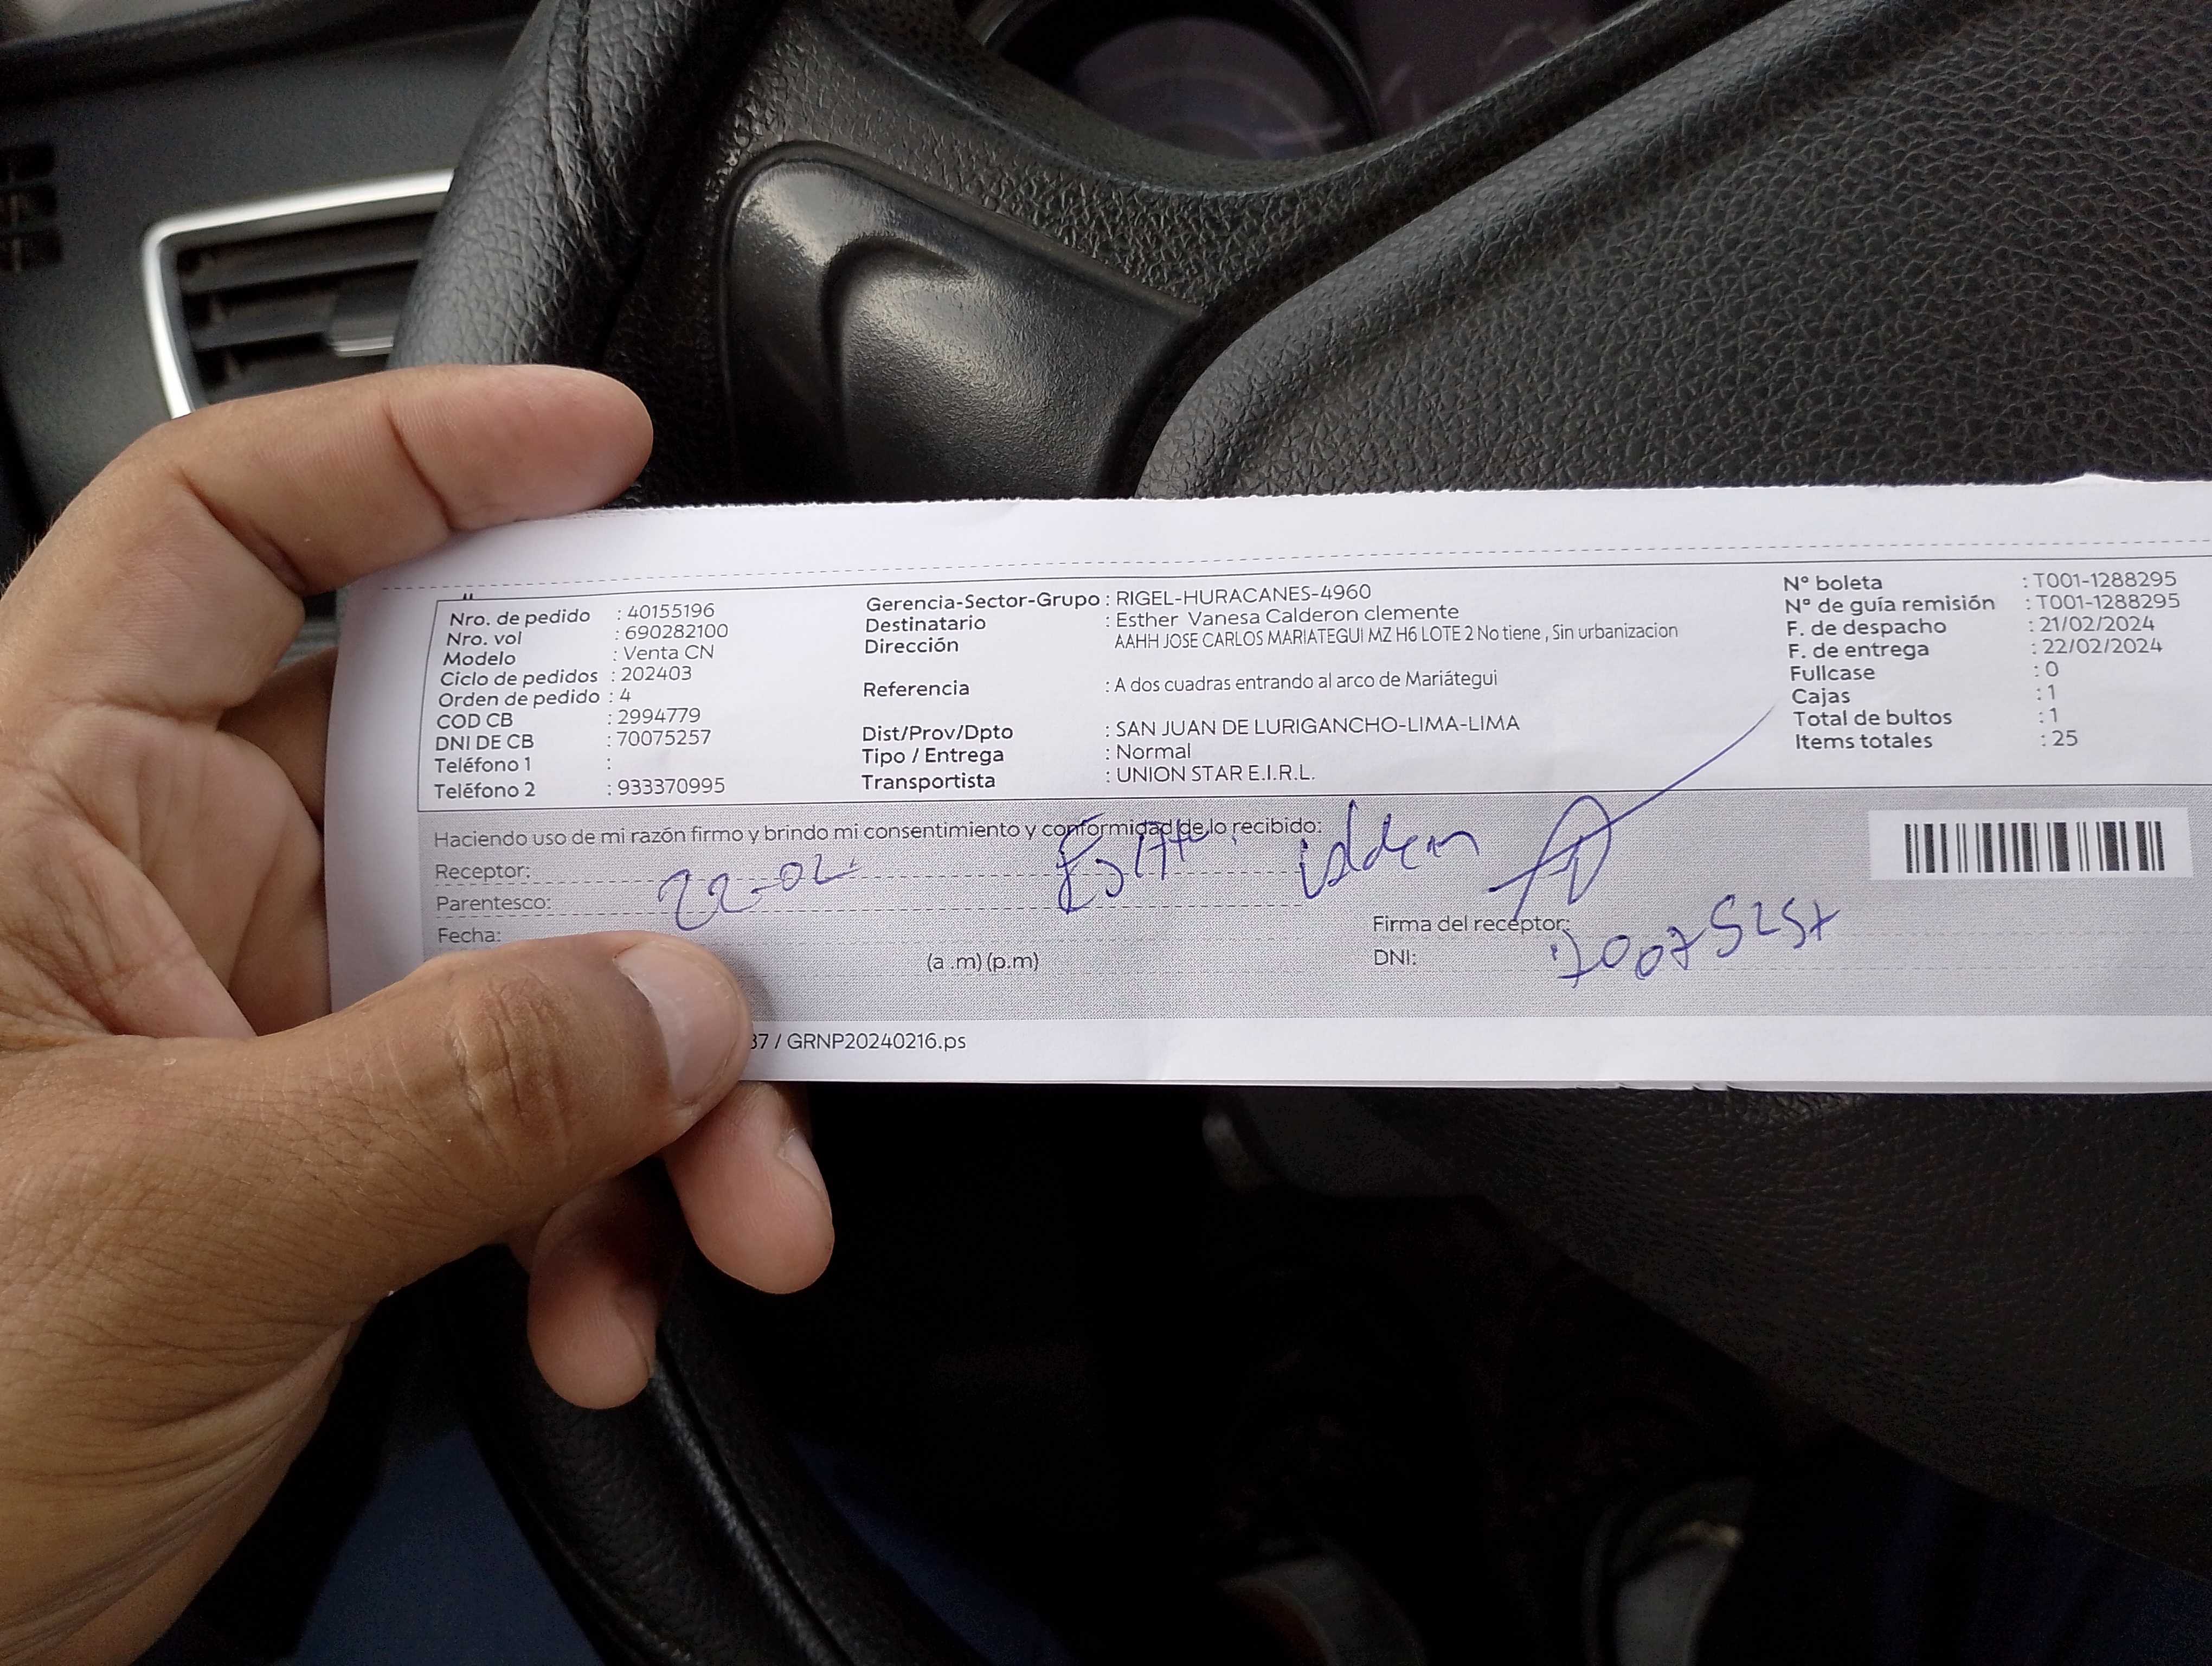 Nro. de pedido : 40155196
Nro. vol : 690282100
Modelo : Venta CN
Ciclo de pedidos : 202403
Orden de pedido : 4
COD CB : 2994779
DNI DE CB : 70075257
Teléfono 1 :
Teléfono 2 : 933370995
Gerencia-Sector-Grupo : RIGEL-HURACANES-4960
Destinatario : Esther Vanesa Calderon clemente
Dirección AAHH JOSE CARLOS MARIATEGUI MZ H6 LOTE 2 No tiene , Sin urbanizacion
Referencia : A dos cuadras entrando al arco de Mariátegui
Dist/Prov/Dpto : SAN JUAN DE LURIGANCHO-LIMA-LIMA
Tipo / Entrega : Normal
Transportista : UNION STAR E.I.R.L.
N° boleta : T001-1288295
N° de guía remisión : T001-1288295
F. de despacho : 21/02/2024
F. de entrega : 22/02/2024
Fullcase : 0
Cajas : 1
Total de bultos : 1
Items totales : 25
Haciendo uso de mi razón firmo y brindo mi consentimiento y conformidad de lo recibido:
Receptor:
Parentesco:
Fecha: 22-02
(a .m) (p.m)
Firma del receptor:
DNI: 70075257
37 / GRNP20240216.ps